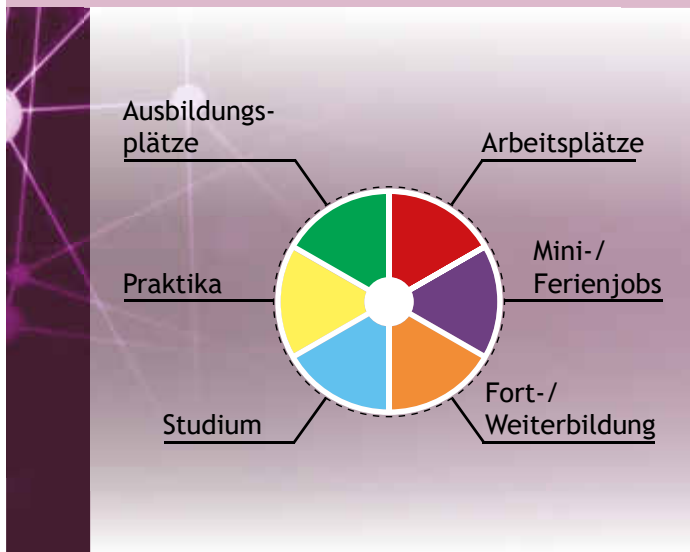 Ausbildungs-
plätze
Arbeitsplätze
Praktika
Mini-/
Ferienjobs
Studium
Fort-/
Weiterbildung